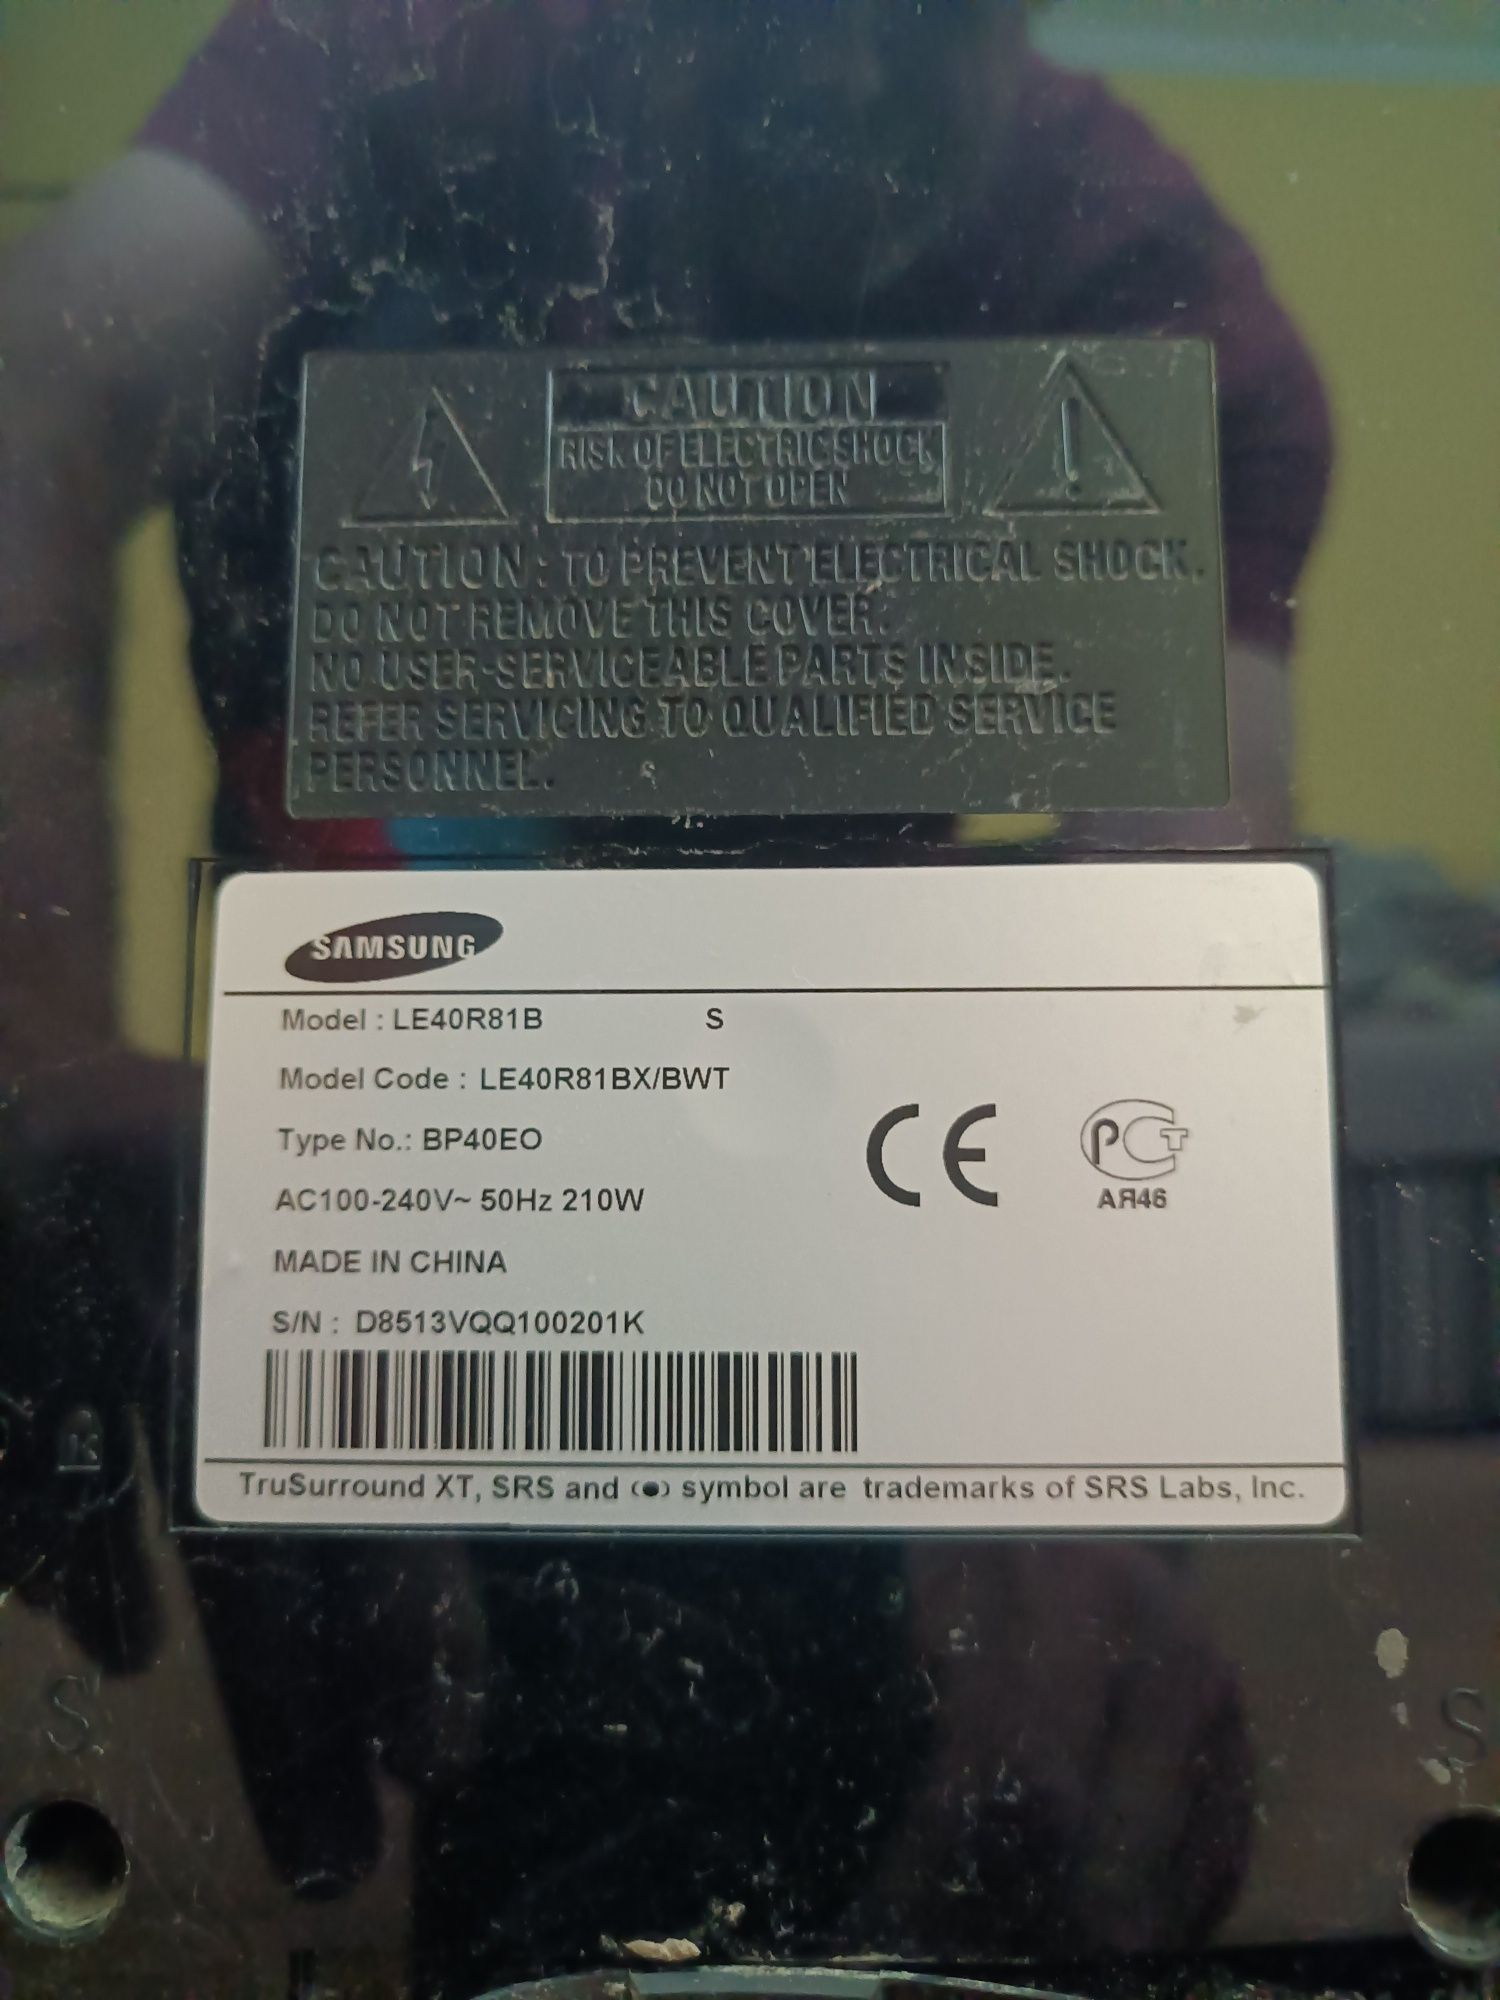 CAUTION
RISK OF ELECTRIC SHOCK
DO NOT OPEN
CAUTION : TO PREVENT ELECTRICAL SHOCK,
DO NOT REMOVE THIS COVER.
NO USER-SERVICEABLE PARTS INSIDE.
REFER SERVICING TO QUALIFIED SERVICE
PERSONNEL.
SAMSUNG
Model : LE40R81B S
Model Code : LE40R81BX/BWT
Type No.: BP40EO
AC100-240V~ 50Hz 210W
CE
РСТ
АЯ46
MADE IN CHINA
S/N : D8513VQQ100201K
TruSurround XT, SRS and (●) symbol are trademarks of SRS Labs, Inc.
K
S
S